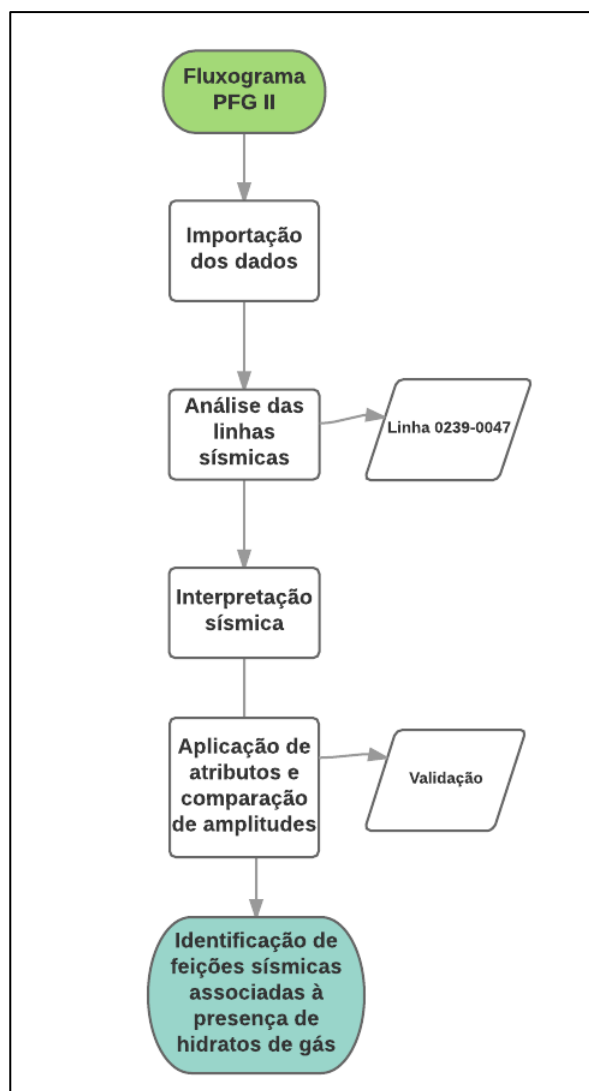 Fluxograma
PFG II
Importação
dos dados
Análise das
linhas
sísmicas
Linha 0239-0047
Interpretação
sísmica
Aplicação de
atributos e
comparação
de amplitudes
Validação
Identificação de
feições sísmicas
associadas à
presença de
hidratos de gás